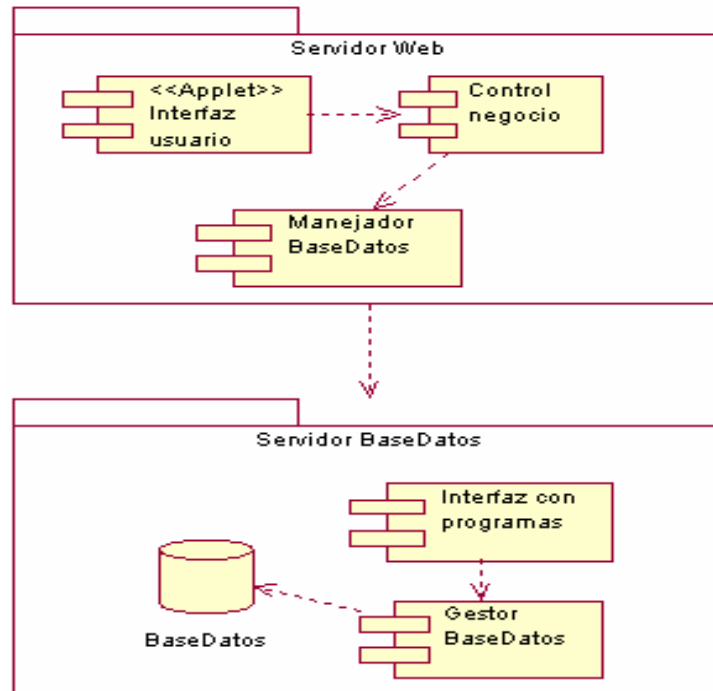 Servidor Web
<<Applet>>
Interfaz
usuario
Control
negocio
Manejador
BaseDatos
Servidor BaseDatos
Interfaz con
programas
Gestor
BaseDatos
BaseDatos